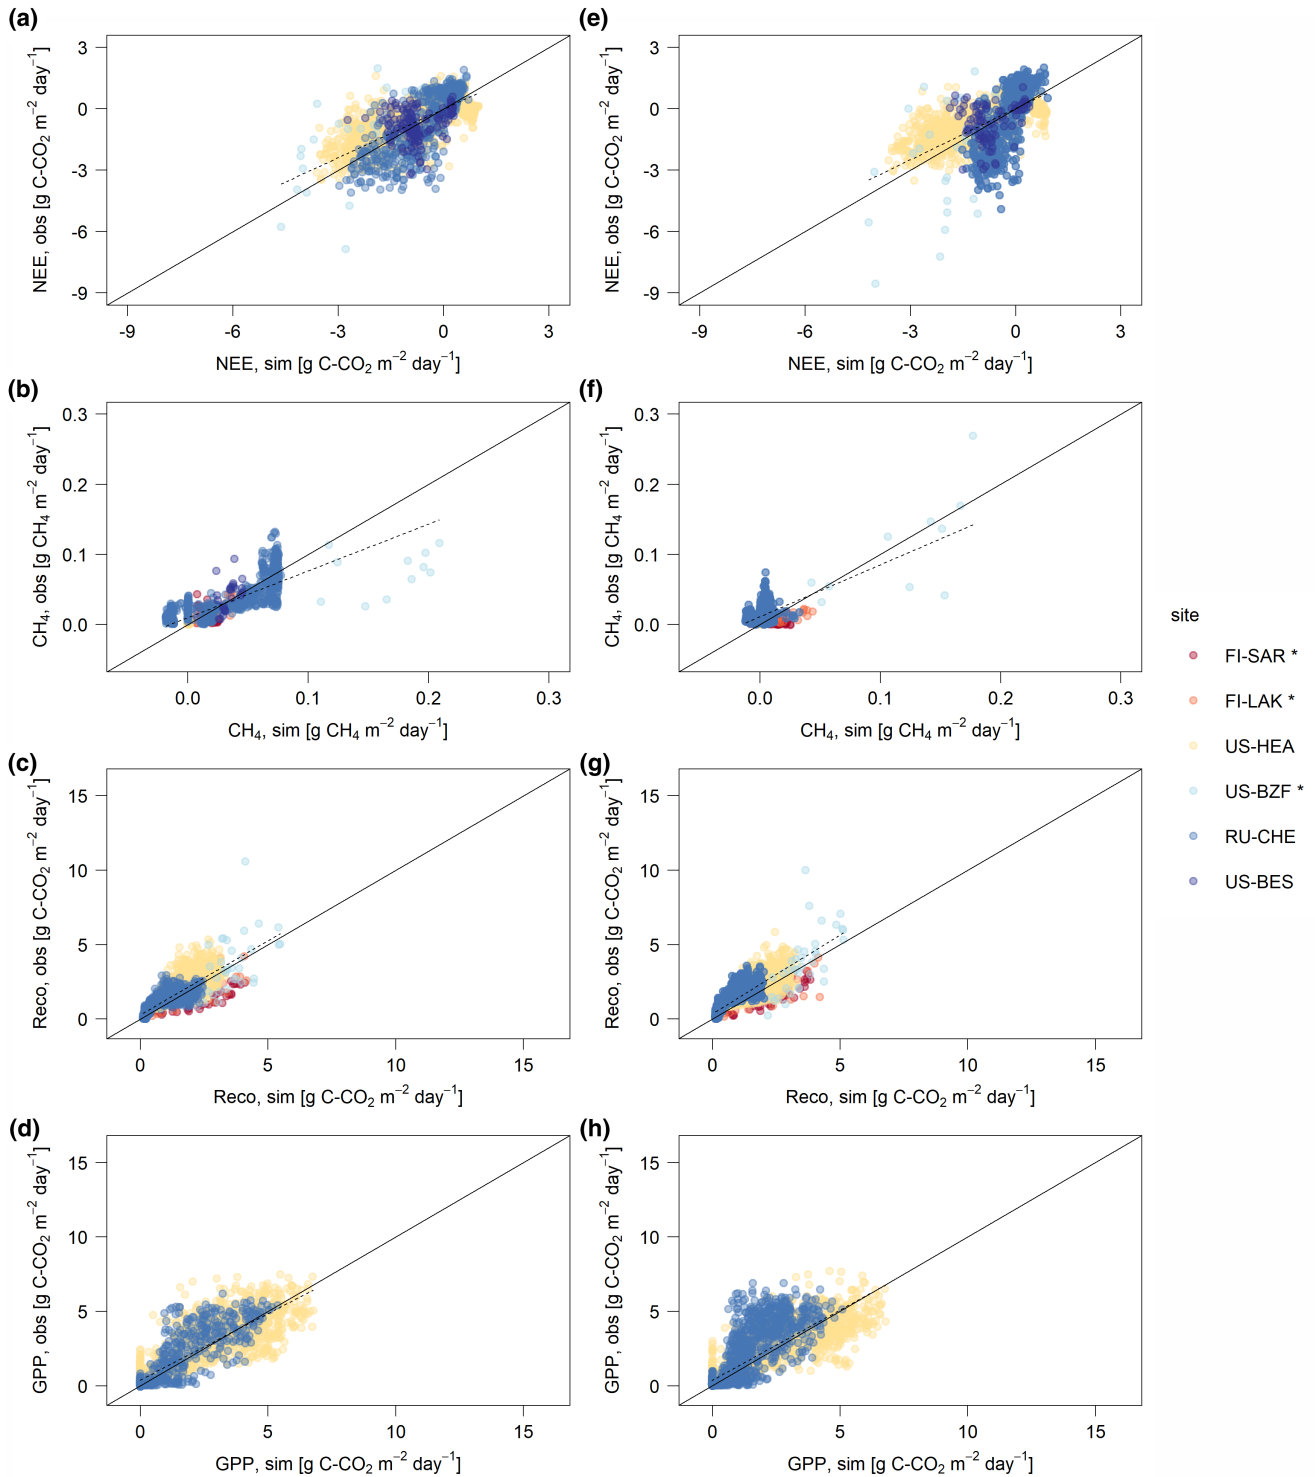 (a)
NEE, obs [g C-CO₂ m⁻² day⁻¹]
3
0
-3
-6
-9
-9 -6 -3 0 3
NEE, sim [g C-CO₂ m⁻² day⁻¹]
(e)
NEE, obs [g C-CO₂ m⁻² day⁻¹]
3
0
-3
-6
-9
-9 -6 -3 0 3
NEE, sim [g C-CO₂ m⁻² day⁻¹]
(b)
CH₄, obs [g CH₄ m⁻² day⁻¹]
0.3
0.2
0.1
0.0
0.0 0.1 0.2 0.3
CH₄, sim [g CH₄ m⁻² day⁻¹]
(f)
CH₄, obs [g CH₄ m⁻² day⁻¹]
0.3
0.2
0.1
0.0
0.0 0.1 0.2 0.3
CH₄, sim [g CH₄ m⁻² day⁻¹]
(c)
Reco, obs [g C-CO₂ m⁻² day⁻¹]
15
10
5
0
0 5 10 15
Reco, sim [g C-CO₂ m⁻² day⁻¹]
(g)
Reco, obs [g C-CO₂ m⁻² day⁻¹]
15
10
5
0
0 5 10 15
Reco, sim [g C-CO₂ m⁻² day⁻¹]
(d)
GPP, obs [g C-CO₂ m⁻² day⁻¹]
15
10
5
0
0 5 10 15
GPP, sim [g C-CO₂ m⁻² day⁻¹]
(h)
GPP, obs [g C-CO₂ m⁻² day⁻¹]
15
10
5
0
0 5 10 15
GPP, sim [g C-CO₂ m⁻² day⁻¹]
site
FI-SAR *
FI-LAK *
US-HEA
US-BZF *
RU-CHE
US-BES